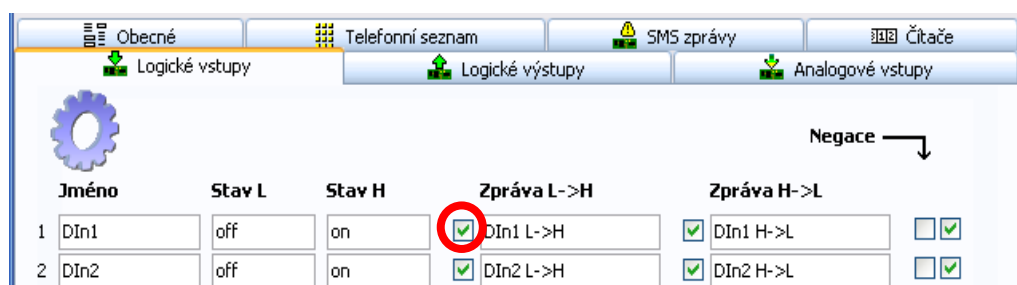 Obecné Telefonní seznam SMS zprávy Čítače
Logické vstupy Logické výstupy Analogové vstupy
Negace
Jméno Stav L Stav H Zpráva L->H Zpráva H->L
1 DIn1 off on DIn1 L->H DIn1 H->L
2 DIn2 off on DIn2 L->H DIn2 H->L